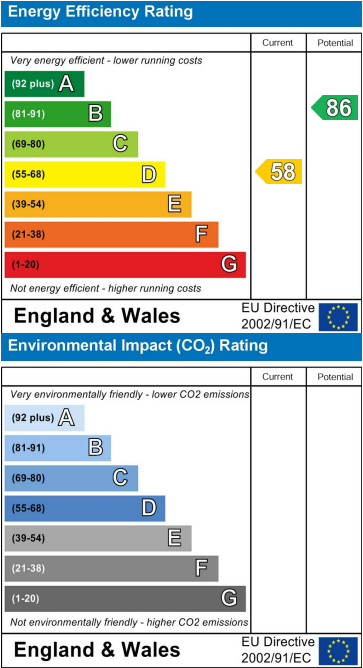 Energy Efficiency Rating
Current Potential
Very energy efficient - lower running costs
(92 plus) A
(81-91) B
86
(69-80) C
(55-68) D
58
(39-54) E
(21-38) F
(1-20) G
Not energy efficient - higher running costs
England & Wales
EU Directive
2002/91/EC
Environmental Impact (CO₂) Rating
Current Potential
Very environmentally friendly - lower CO2 emissions
(92 plus) A
(81-91) B
(69-80) C
(55-68) D
(39-54) E
(21-38) F
(1-20) G
Not environmentally friendly - higher CO2 emissions
England & Wales
EU Directive
2002/91/EC